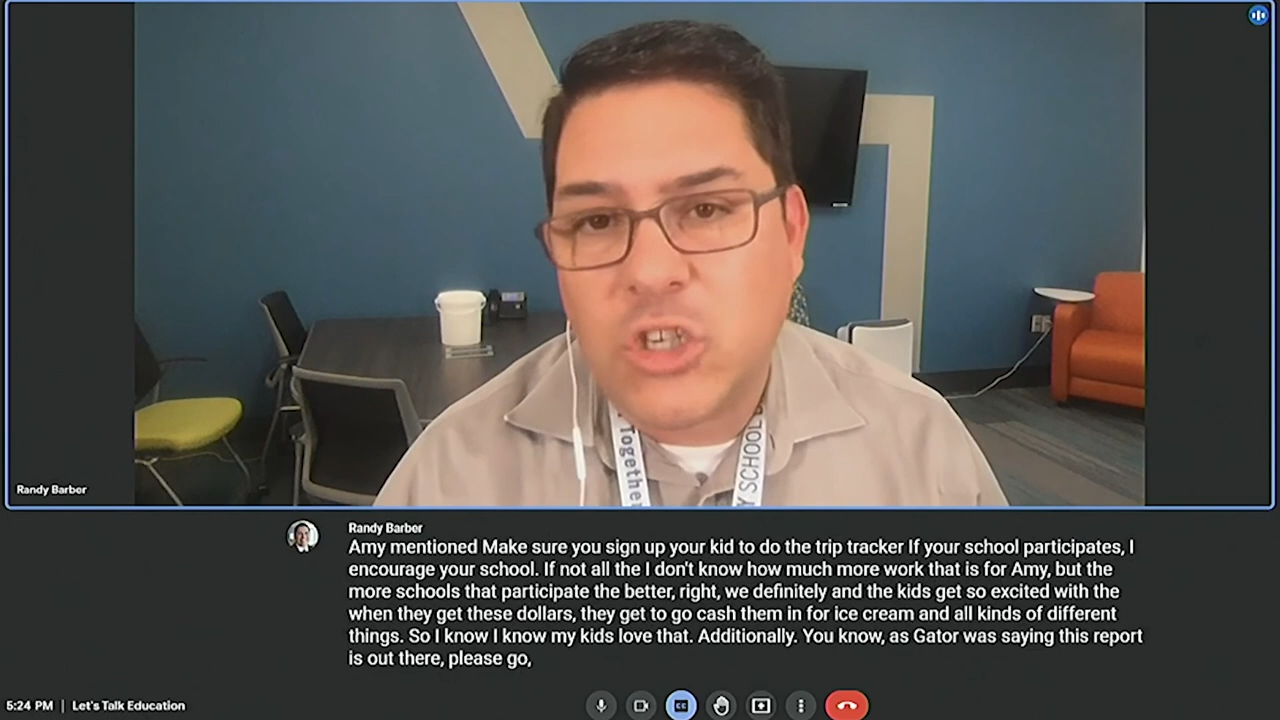 Together
SCHOOL
Randy Barber
Randy Barber
Amy mentioned Make sure you sign up your kid to do the trip tracker If your school participates, I
encourage your school. If not all the I don't know how much more work that is for Amy, but the
more schools that participate the better, right, we definitely and the kids get so excited with the
when they get these dollars, they get to go cash them in for ice cream and all kinds of different
things. So I know I know my kids love that. Additionally. You know, as Gator was saying this report
is out there, please go,
5:24 PM | Let's Talk Education